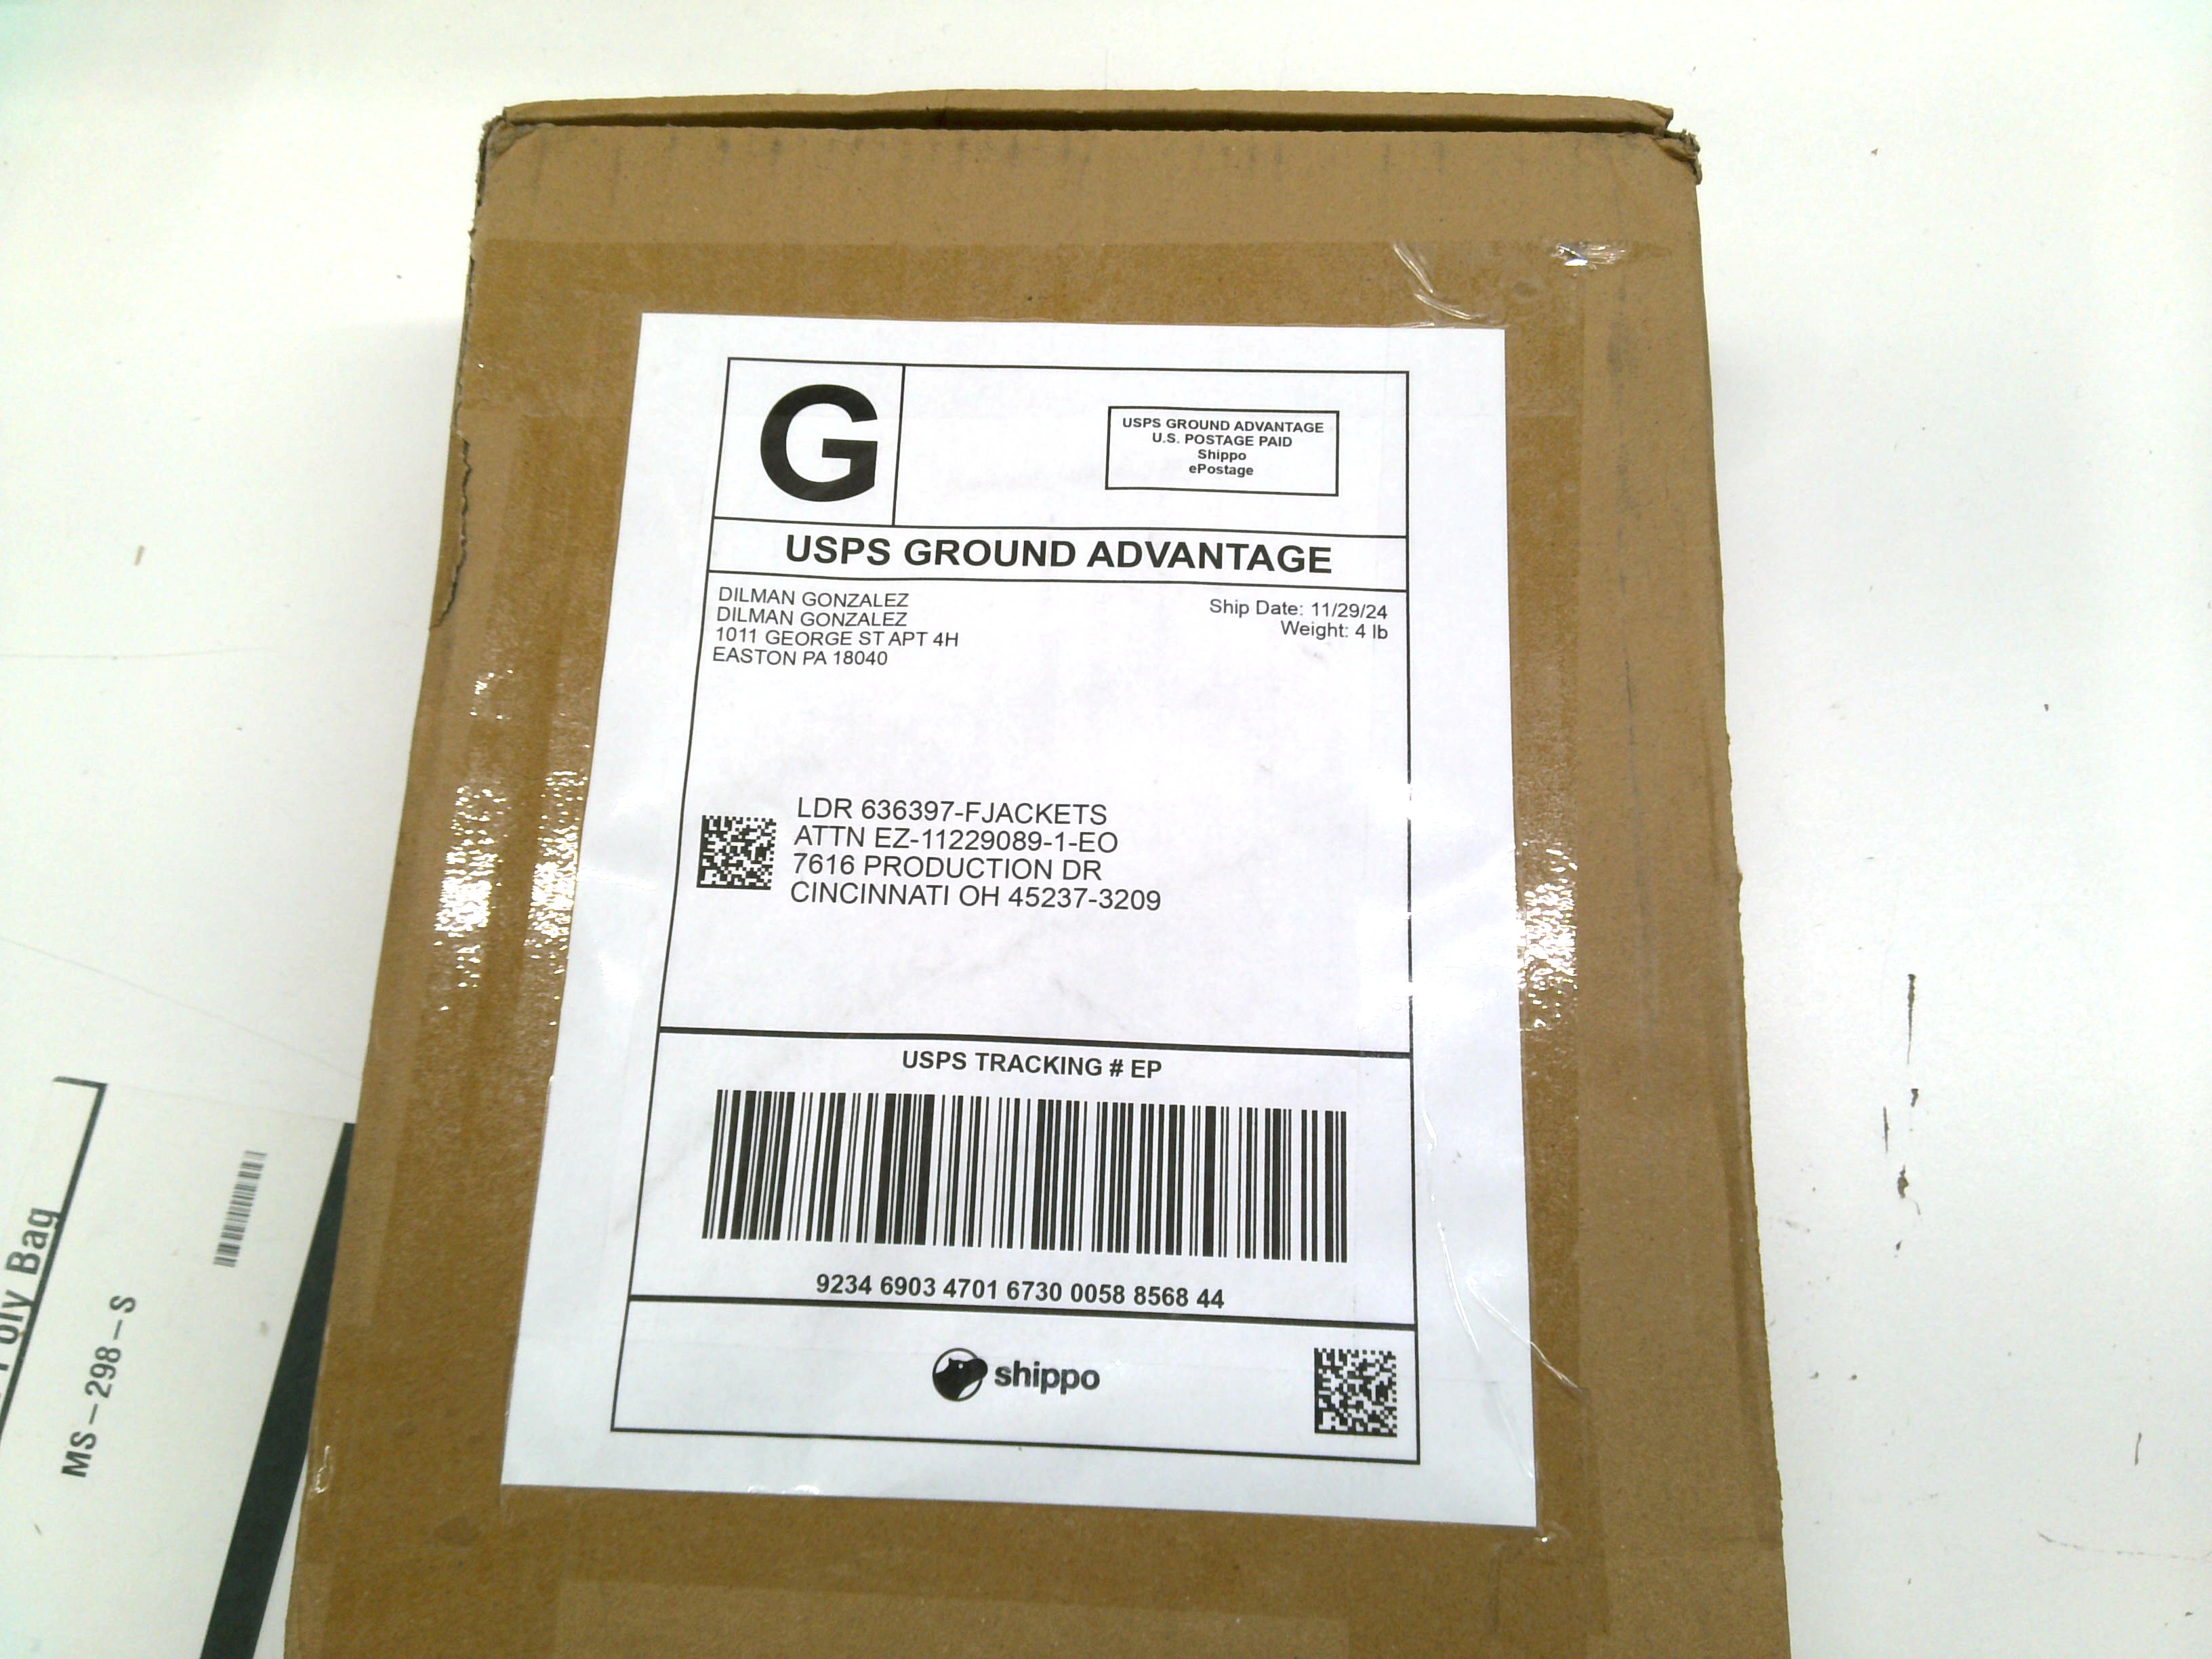 G
USPS GROUND ADVANTAGE
U.S. POSTAGE PAID
Shippo
ePostage
USPS GROUND ADVANTAGE
DILMAN GONZALEZ
DILMAN GONZALEZ
1011 GEORGE ST APT 4H
EASTON PA 18040
Ship Date: 11/29/24
Weight: 4 lb
LDR 636397-FJACKETS
ATTN EZ-11229089-1-EO
7616 PRODUCTION DR
CINCINNATI OH 45237-3209
USPS TRACKING # EP
9234 6903 4701 6730 0058 8568 44
shippo
Poly Bag
MS-298-S